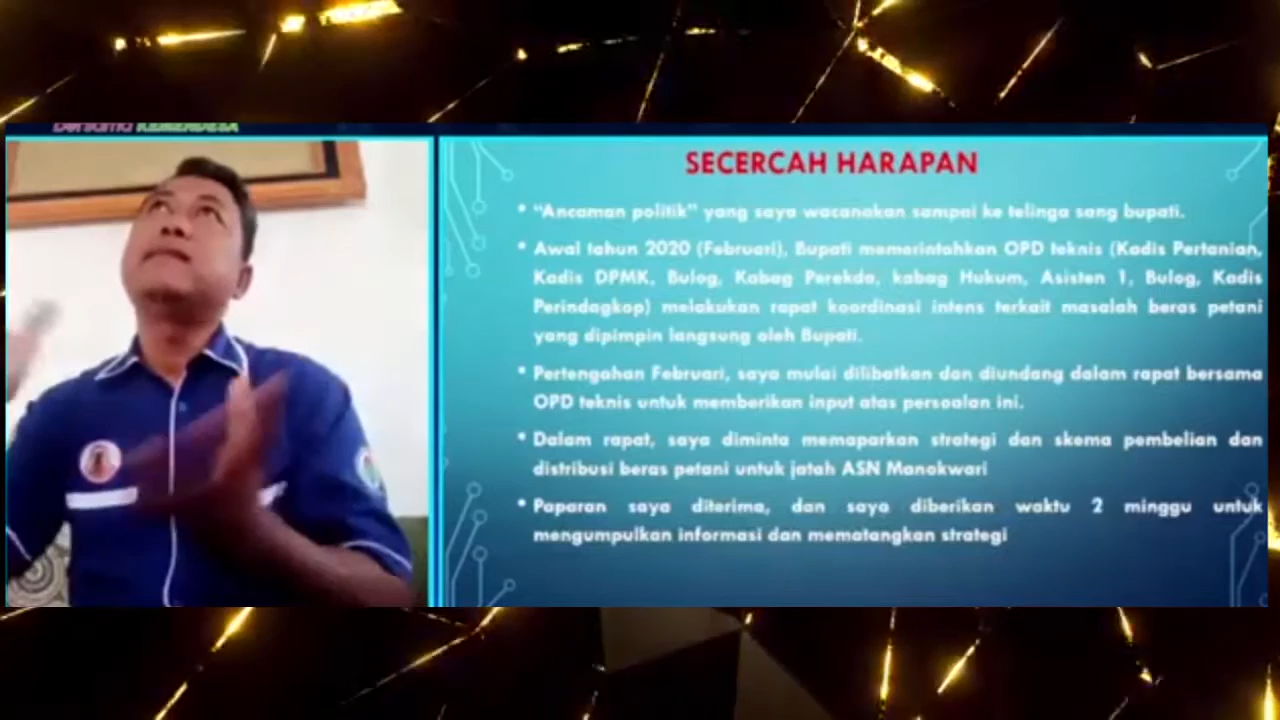 Bersama KEMENDESA
SECERCAH HARAPAN
• “Ancaman politik” yang saya wacanakan sampai ke telinga sang bupati.
• Awal tahun 2020 (Februari), Bupati memerintahkan OPD teknis (Kadis Pertanian,
Kadis DPMK, Bulog, Kabag Perekda, kabag Hukum, Asisten 1, Bulog, Kadis
Perindagkop) melakukan rapat koordinasi intens terkait masalah beras petani
yang dipimpin langsung oleh Bupati.
• Pertengahan Februari, saya mulai dilibatkan dan diundang dalam rapat bersama
OPD teknis untuk memberikan input atas persoalan ini.
• Dalam rapat, saya diminta memaparkan strategi dan skema pembelian dan
distribusi beras petani untuk jatah ASN Manokwari
• Paparan saya diterima, dan saya diberikan waktu 2 minggu untuk
mengumpulkan informasi dan mematangkan strategi